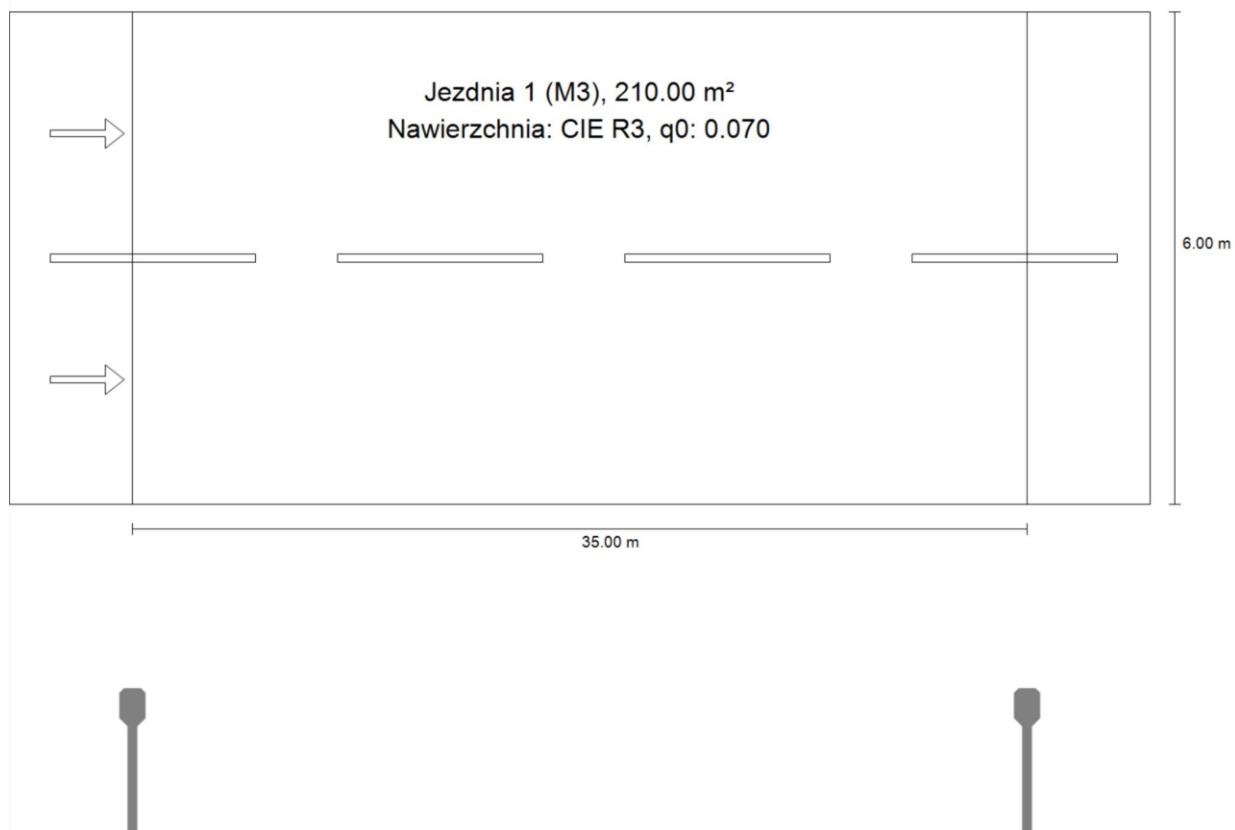 Jezdnia 1 (M3), 210.00 m²
Nawierzchnia: CIE R3, q0: 0.070
6.00 m
35.00 m